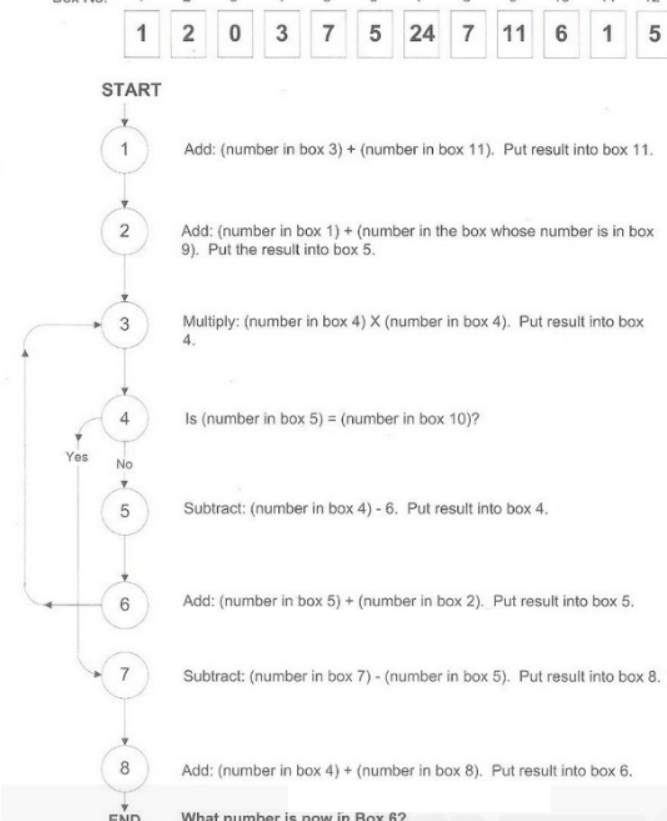 1 2 0 3 7 5 24 7 11 6 1 5
START
1 Add: (number in box 3) + (number in box 11). Put result into box 11.
2 Add: (number in box 1) + (number in the box whose number is in box
9). Put the result into box 5.
3 Multiply: (number in box 4) X (number in box 4). Put result into box
4.
4 Is (number in box 5) = (number in box 10)?
Yes
No
5 Subtract: (number in box 4) - 6. Put result into box 4.
6 Add: (number in box 5) + (number in box 2). Put result into box 5.
7 Subtract: (number in box 7) - (number in box 5). Put result into box 8.
8 Add: (number in box 4) + (number in box 8). Put result into box 6.
END What number is now in Box 6?